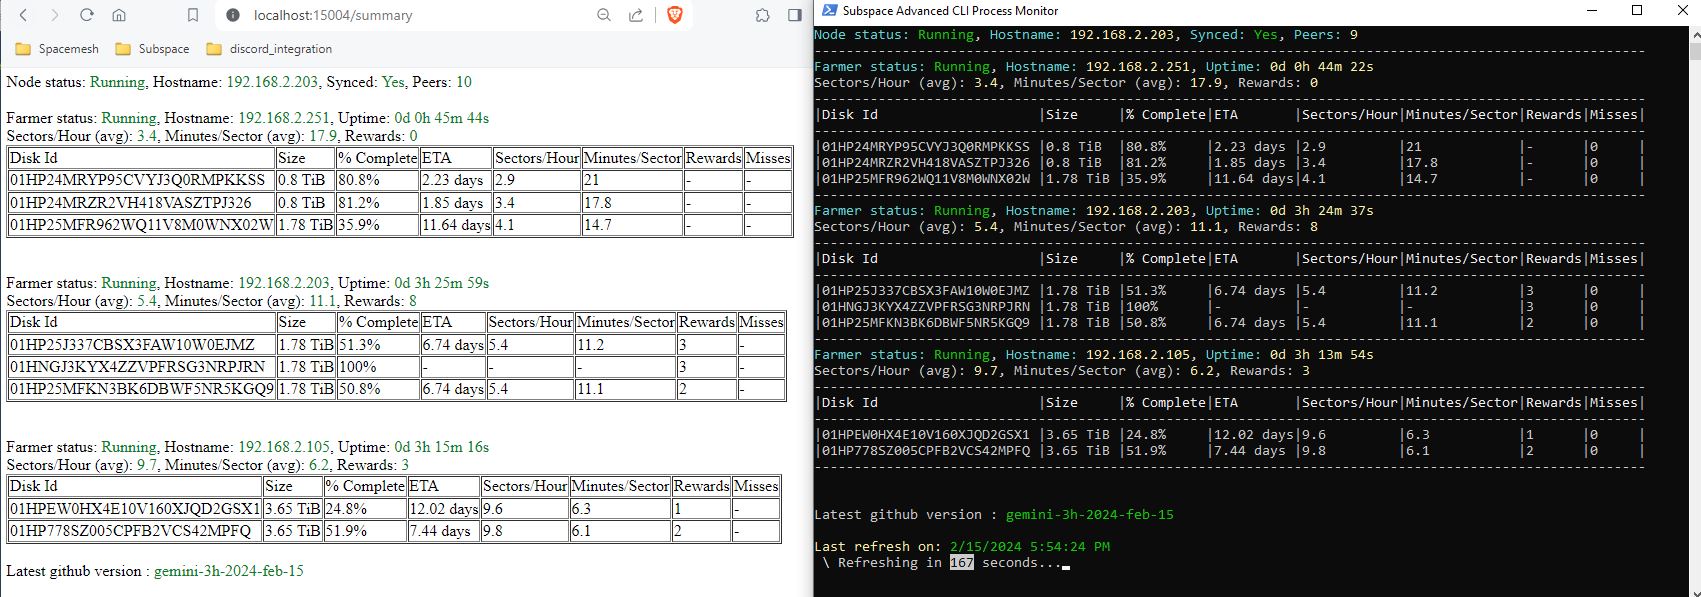 localhost:15004/summary
Spacemesh Subspace discord_integration
Node status: Running, Hostname: 192.168.2.203, Synced: Yes, Peers: 10
Farmer status: Running, Hostname: 192.168.2.251, Uptime: 0d 0h 45m 44s
Sectors/Hour (avg): 3.4, Minutes/Sector (avg): 17.9, Rewards: 0
Disk Id Size % Complete ETA Sectors/Hour Minutes/Sector Rewards Misses
01HP24MRYP95CVYJ3Q0RMPKKSS 0.8 TiB 80.8% 2.23 days 2.9 21 - -
01HP24MRZR2VH418VASZTPJ326 0.8 TiB 81.2% 1.85 days 3.4 17.8 - -
01HP25MFR962WQ11V8M0WNX02W 1.78 TiB 35.9% 11.64 days 4.1 14.7 - -
Farmer status: Running, Hostname: 192.168.2.203, Uptime: 0d 3h 25m 59s
Sectors/Hour (avg): 5.4, Minutes/Sector (avg): 11.1, Rewards: 8
Disk Id Size % Complete ETA Sectors/Hour Minutes/Sector Rewards Misses
01HP25J337CBSX3FAW10W0EJMZ 1.78 TiB 51.3% 6.74 days 5.4 11.2 3 -
01HNGJ3KYX4ZZVPFRSG3NRPJRN 1.78 TiB 100% - - - 3 -
01HP25MFKN3BK6DBWF5NR5KGQ9 1.78 TiB 50.8% 6.74 days 5.4 11.1 2 -
Farmer status: Running, Hostname: 192.168.2.105, Uptime: 0d 3h 15m 16s
Sectors/Hour (avg): 9.7, Minutes/Sector (avg): 6.2, Rewards: 3
Disk Id Size % Complete ETA Sectors/Hour Minutes/Sector Rewards Misses
01HPEW0HX4E10V160XJQD2GSX1 3.65 TiB 24.8% 12.02 days 9.6 6.3 1 -
01HP778SZ005CPFB2VCS42MPFQ 3.65 TiB 51.9% 7.44 days 9.8 6.1 2 -
Latest github version : gemini-3h-2024-feb-15
Subspace Advanced CLI Process Monitor
Node status: Running, Hostname: 192.168.2.203, Synced: Yes, Peers: 9
Farmer status: Running, Hostname: 192.168.2.251, Uptime: 0d 0h 44m 22s
Sectors/Hour (avg): 3.4, Minutes/Sector (avg): 17.9, Rewards: 0
|Disk Id |Size |% Complete|ETA |Sectors/Hour|Minutes/Sector|Rewards|Misses|
|01HP24MRYP95CVYJ3Q0RMPKKSS |0.8 TiB |80.8% |2.23 days |2.9 |21 |- |0 |
|01HP24MRZR2VH418VASZTPJ326 |0.8 TiB |81.2% |1.85 days |3.4 |17.8 |- |0 |
|01HP25MFR962WQ11V8M0WNX02W |1.78 TiB |35.9% |11.64 days|4.1 |14.7 |- |0 |
Farmer status: Running, Hostname: 192.168.2.203, Uptime: 0d 3h 24m 37s
Sectors/Hour (avg): 5.4, Minutes/Sector (avg): 11.1, Rewards: 8
|Disk Id |Size |% Complete|ETA |Sectors/Hour|Minutes/Sector|Rewards|Misses|
|01HP25J337CBSX3FAW10W0EJMZ |1.78 TiB |51.3% |6.74 days |5.4 |11.2 |3 |0 |
|01HNGJ3KYX4ZZVPFRSG3NRPJRN |1.78 TiB |100% |- |- |- |3 |0 |
|01HP25MFKN3BK6DBWF5NR5KGQ9 |1.78 TiB |50.8% |6.74 days |5.4 |11.1 |2 |0 |
Farmer status: Running, Hostname: 192.168.2.105, Uptime: 0d 3h 13m 54s
Sectors/Hour (avg): 9.7, Minutes/Sector (avg): 6.2, Rewards: 3
|Disk Id |Size |% Complete|ETA |Sectors/Hour|Minutes/Sector|Rewards|Misses|
|01HPEW0HX4E10V160XJQD2GSX1 |3.65 TiB |24.8% |12.02 days|9.6 |6.3 |1 |0 |
|01HP778SZ005CPFB2VCS42MPFQ |3.65 TiB |51.9% |7.44 days |9.8 |6.1 |2 |0 |
Latest github version : gemini-3h-2024-feb-15
Last refresh on: 2/15/2024 5:54:24 PM
\ Refreshing in 167 seconds...